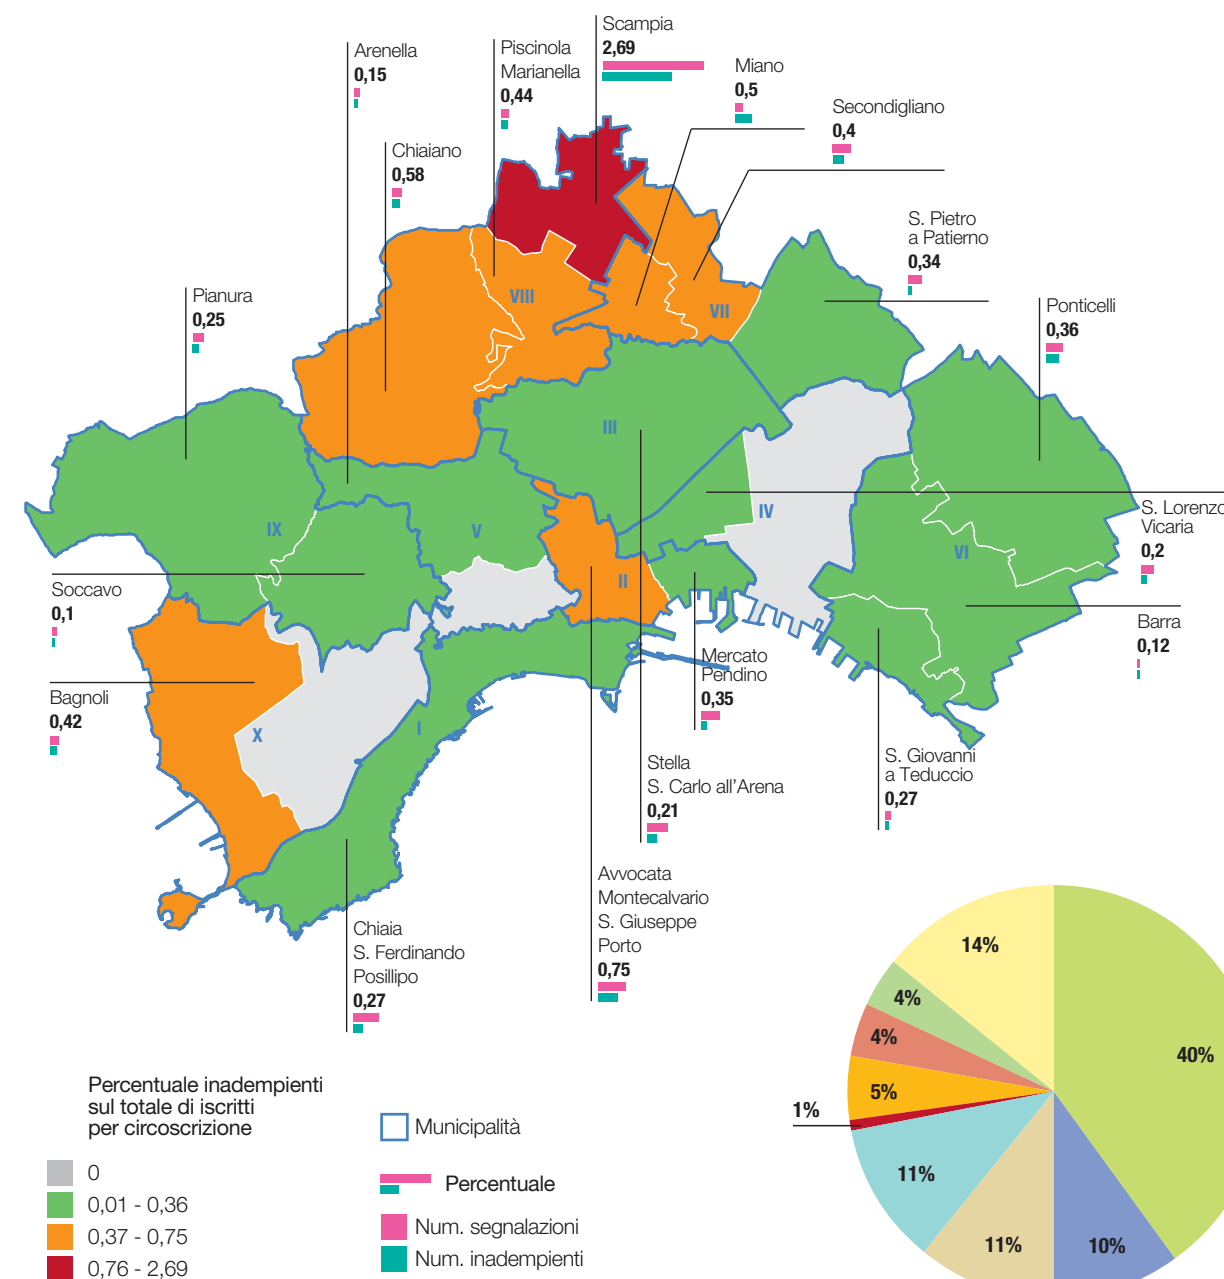 Scampia
2,69
Arenella
0,15
Piscinola
Marianella
0,44
Miano
0,5
Secondigliano
0,4
Chiaiano
0,58
S. Pietro
a Patierno
0,34
Pianura
0,25
Ponticelli
0,36
VIII
VII
III
IX
V
IV
VI
II
X
I
S. Lorenzo
Vicaria
0,2
Soccavo
0,1
Barra
0,12
Bagnoli
0,42
Mercato
Pendino
0,35
S. Giovanni
a Teduccio
0,27
Stella
S. Carlo all'Arena
0,21
Avvocata
Montecalvario
S. Giuseppe
Porto
0,75
Chiaia
S. Ferdinando
Posillipo
0,27
14%
4%
4%
5%
1%
11%
11%
10%
40%
Percentuale inadempienti
sul totale di iscritti
per circoscrizione
0
0,01 - 0,36
0,37 - 0,75
0,76 - 2,69
Municipalità
Percentuale
Num. segnalazioni
Num. inadempienti